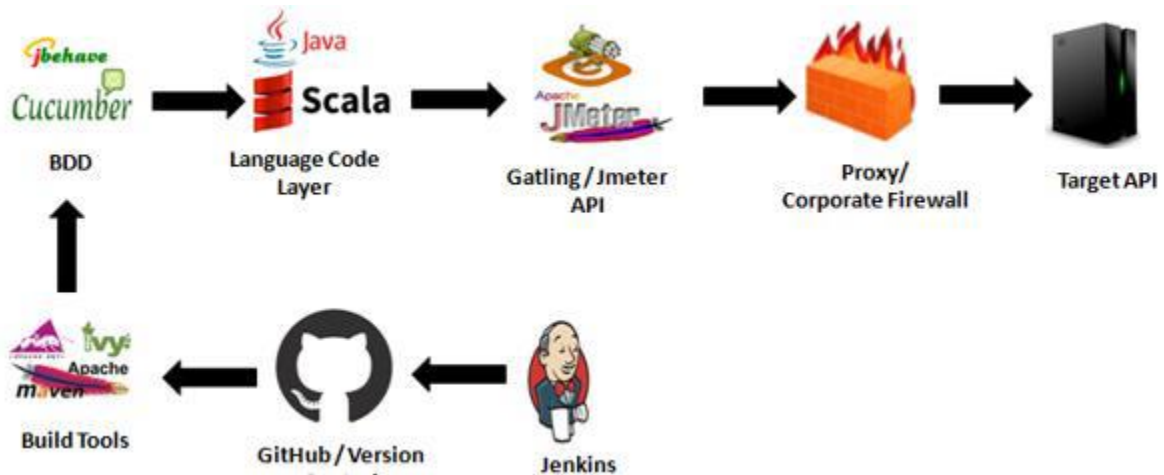 jbehave
Cucumber
BDD
Java
Scala
Language Code
Layer
Apache
JMeter
Gatling / Jmeter
API
Proxy/
Corporate Firewall
Target API
ivy
Apache
maven
Build Tools
GitHub / Version
Jenkins